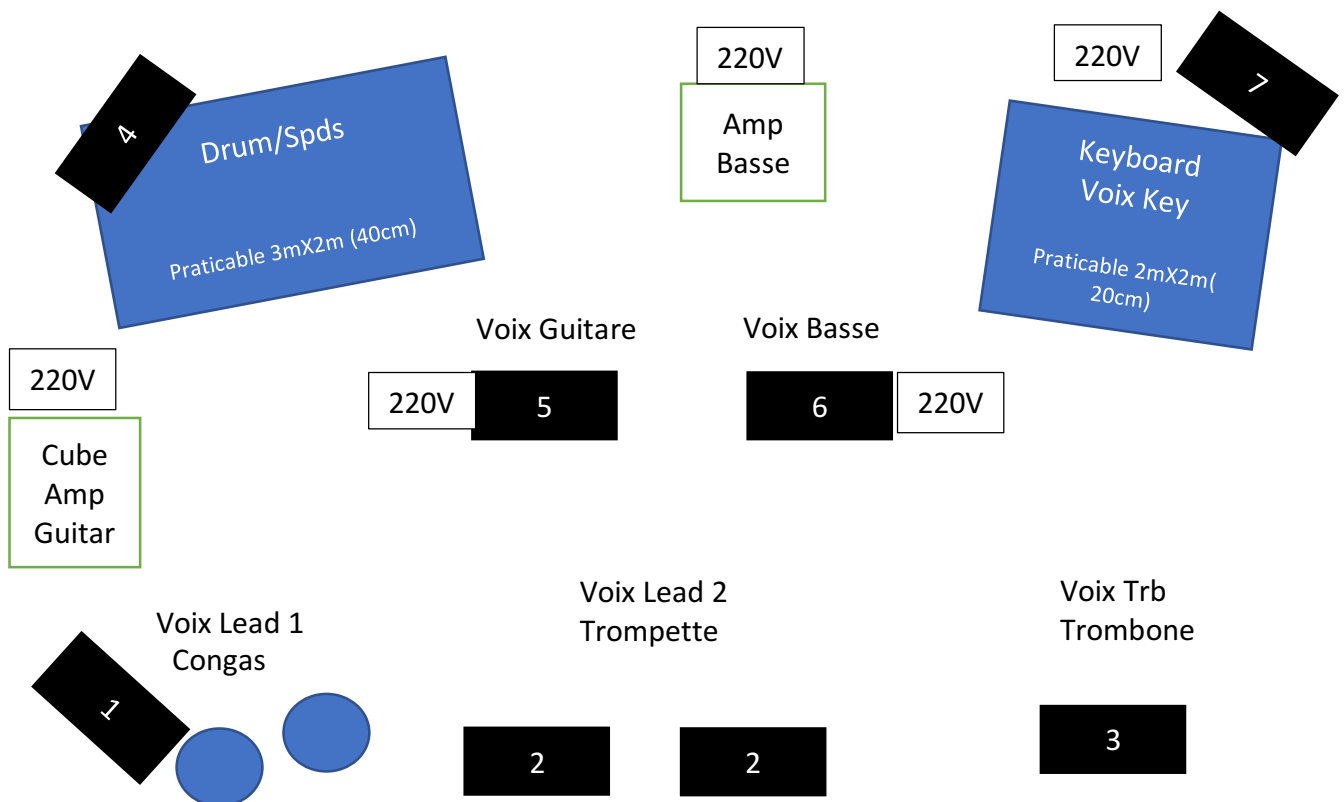 220V
220V
4
Drum/Spds
Praticable 3mX2m (40cm)
Amp
Basse
7
Keyboard
Voix Key
Praticable 2mX2m(
20cm)
Voix Guitare
Voix Basse
220V
220V
5
6
220V
Cube
Amp
Guitar
Voix Lead 1
Congas
Voix Lead 2
Trompette
Voix Trb
Trombone
1
2
2
3